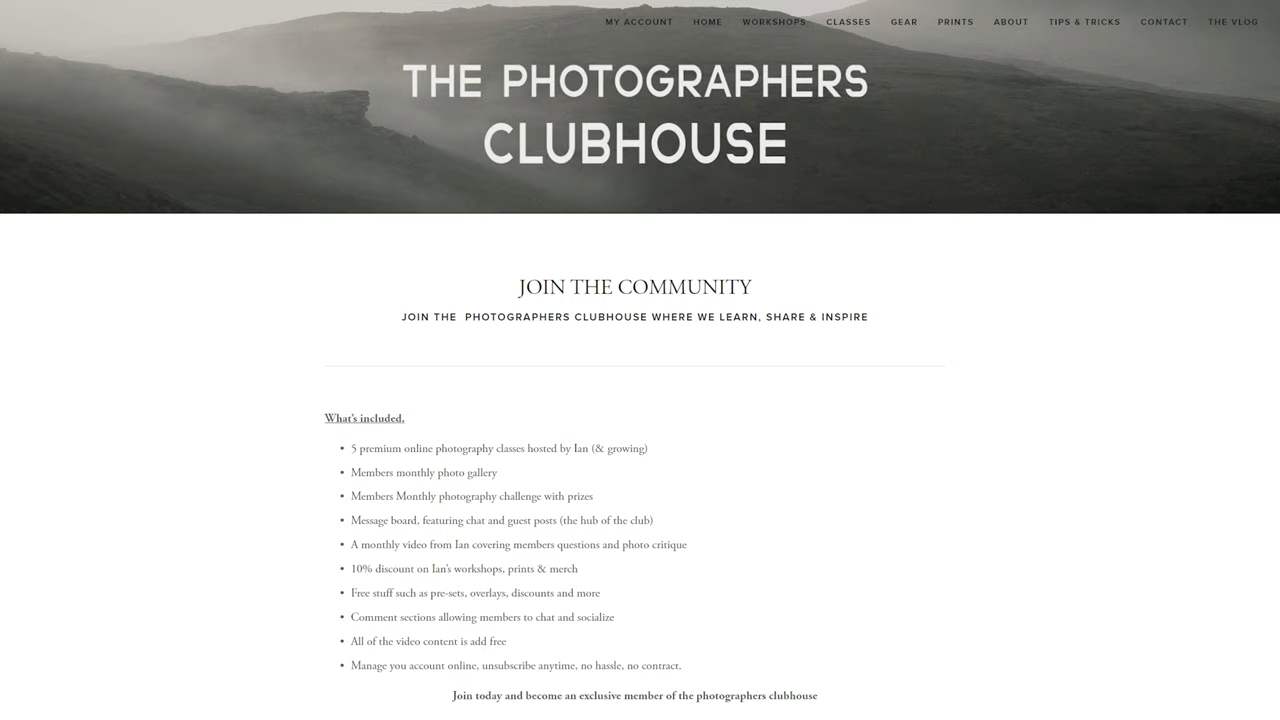 MY ACCOUNT HOME WORKSHOPS CLASSES GEAR PRINTS ABOUT TIPS & TRICKS CONTACT THE VLOG
THE PHOTOGRAPHERS
CLUBHOUSE
JOIN THE COMMUNITY
JOIN THE PHOTOGRAPHERS CLUBHOUSE WHERE WE LEARN, SHARE & INSPIRE
What's included.
• 5 premium online photography classes hosted by Ian (& growing)
• Members monthly photo gallery
• Members Monthly photography challenge with prizes
• Message board, featuring chat and guest posts (the hub of the club)
• A monthly video from Ian covering members questions and photo critique
• 10% discount on Ian's workshops, prints & merch
• Free stuff such as pre-sets, overlays, discounts and more
• Comment sections allowing members to chat and socialize
• All of the video content is add free
• Manage you account online, unsubscribe anytime, no hassle, no contract.
Join today and become an exclusive member of the photographers clubhouse